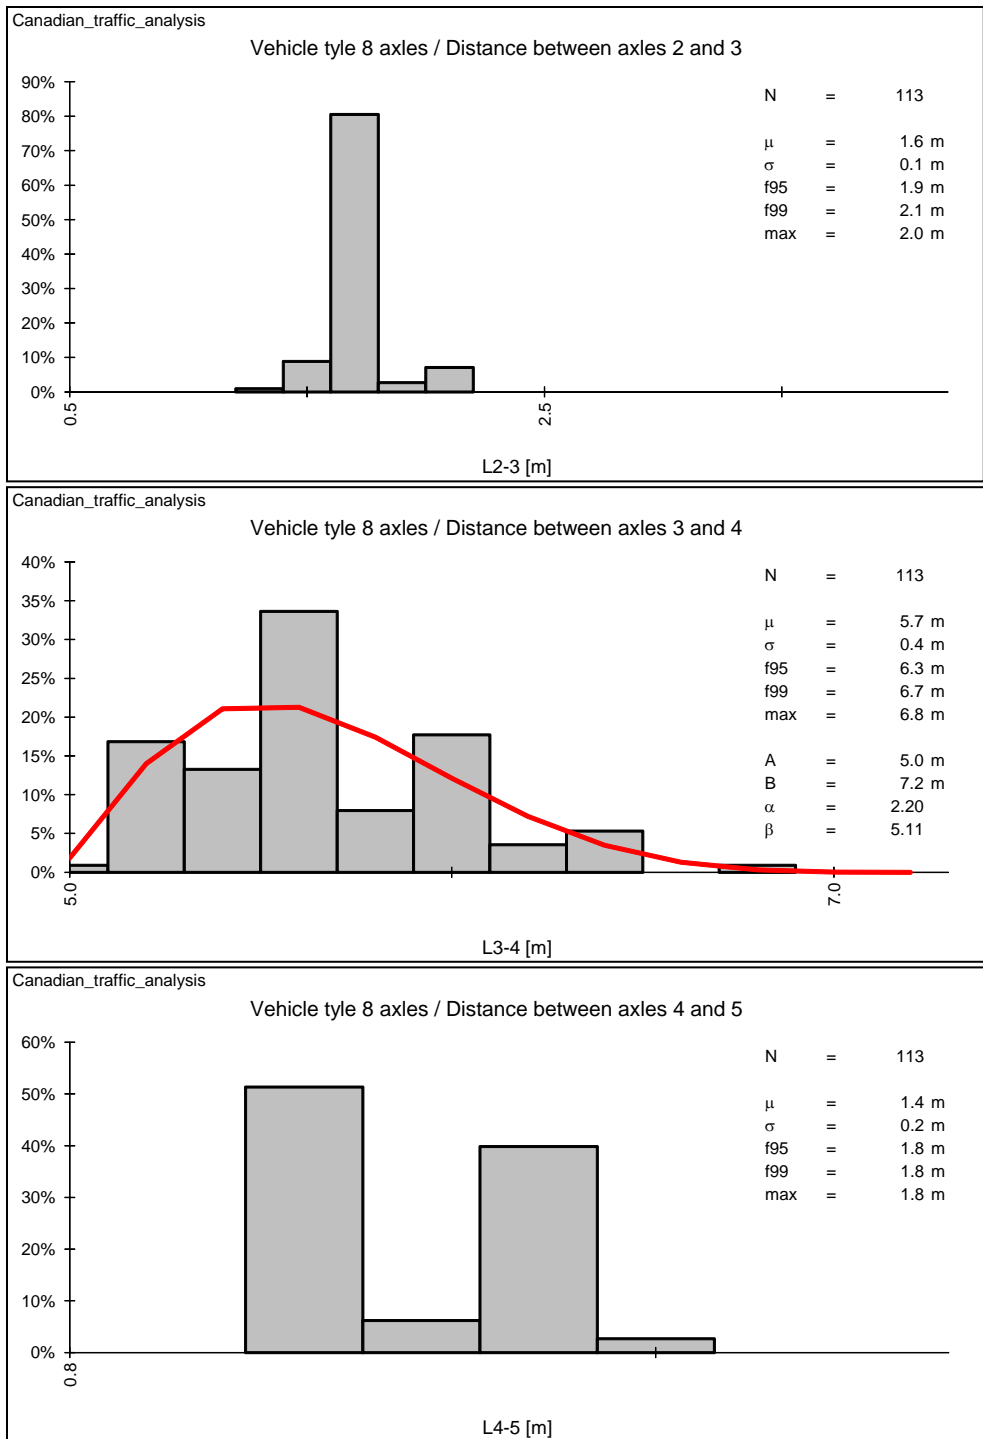 Canadian_traffic_analysis
Vehicle tyle 8 axles / Distance between axles 2 and 3
90%
80%
70%
60%
50%
40%
30%
20%
10%
0%
0.5
2.5
L2-3 [m]
N = 113
μ = 1.6 m
σ = 0.1 m
f95 = 1.9 m
f99 = 2.1 m
max = 2.0 m
Canadian_traffic_analysis
Vehicle tyle 8 axles / Distance between axles 3 and 4
40%
35%
30%
25%
20%
15%
10%
5%
0%
5.0
7.0
L3-4 [m]
N = 113
μ = 5.7 m
σ = 0.4 m
f95 = 6.3 m
f99 = 6.7 m
max = 6.8 m
A = 5.0 m
B = 7.2 m
α = 2.20
β = 5.11
Canadian_traffic_analysis
Vehicle tyle 8 axles / Distance between axles 4 and 5
60%
50%
40%
30%
20%
10%
0%
0.8
L4-5 [m]
N = 113
μ = 1.4 m
σ = 0.2 m
f95 = 1.8 m
f99 = 1.8 m
max = 1.8 m